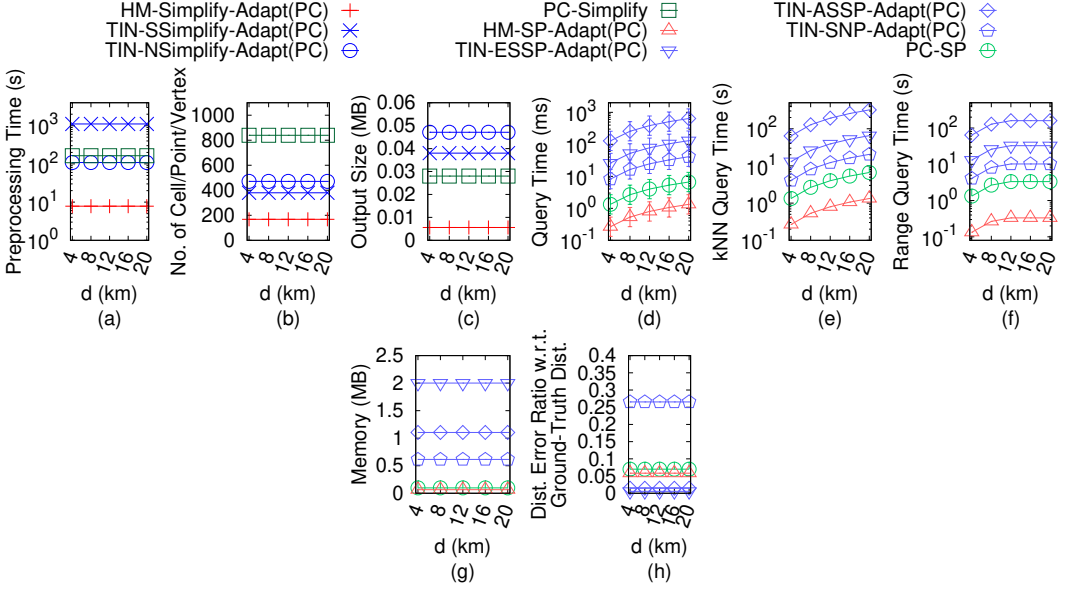 HM-Simplify-Adapt(PC)
TIN-SSimplify-Adapt(PC)
TIN-NSimplify-Adapt(PC)
PC-Simplify
HM-SP-Adapt(PC)
TIN-ESSP-Adapt(PC)
TIN-ASSP-Adapt(PC)
TIN-SNP-Adapt(PC)
PC-SP
Preprocessing Time (s)
10^3
10^2
10^1
10^0
4 8 12 16 20
d (km)
(a)
No. of Cell/Point/Vertex
1000
800
600
400
200
0
4 8 12 16 20
d (km)
(b)
Output Size (MB)
0.06
0.05
0.04
0.03
0.02
0.01
0
4 8 12 16 20
d (km)
(c)
Query Time (ms)
10^3
10^2
10^1
10^0
10^-1
4 8 12 16 20
d (km)
(d)
kNN Query Time (s)
10^2
10^1
10^0
10^-1
4 8 12 16 20
d (km)
(e)
Range Query Time (s)
10^2
10^1
10^0
10^-1
4 8 12 16 20
d (km)
(f)
Memory (MB)
2.5
2
1.5
1
0.5
0
4 8 12 16 20
d (km)
(g)
Dist. Error Ratio w.r.t.
Ground-Truth Dist.
0.4
0.35
0.3
0.25
0.2
0.15
0.1
0.05
0
4 8 12 16 20
d (km)
(h)